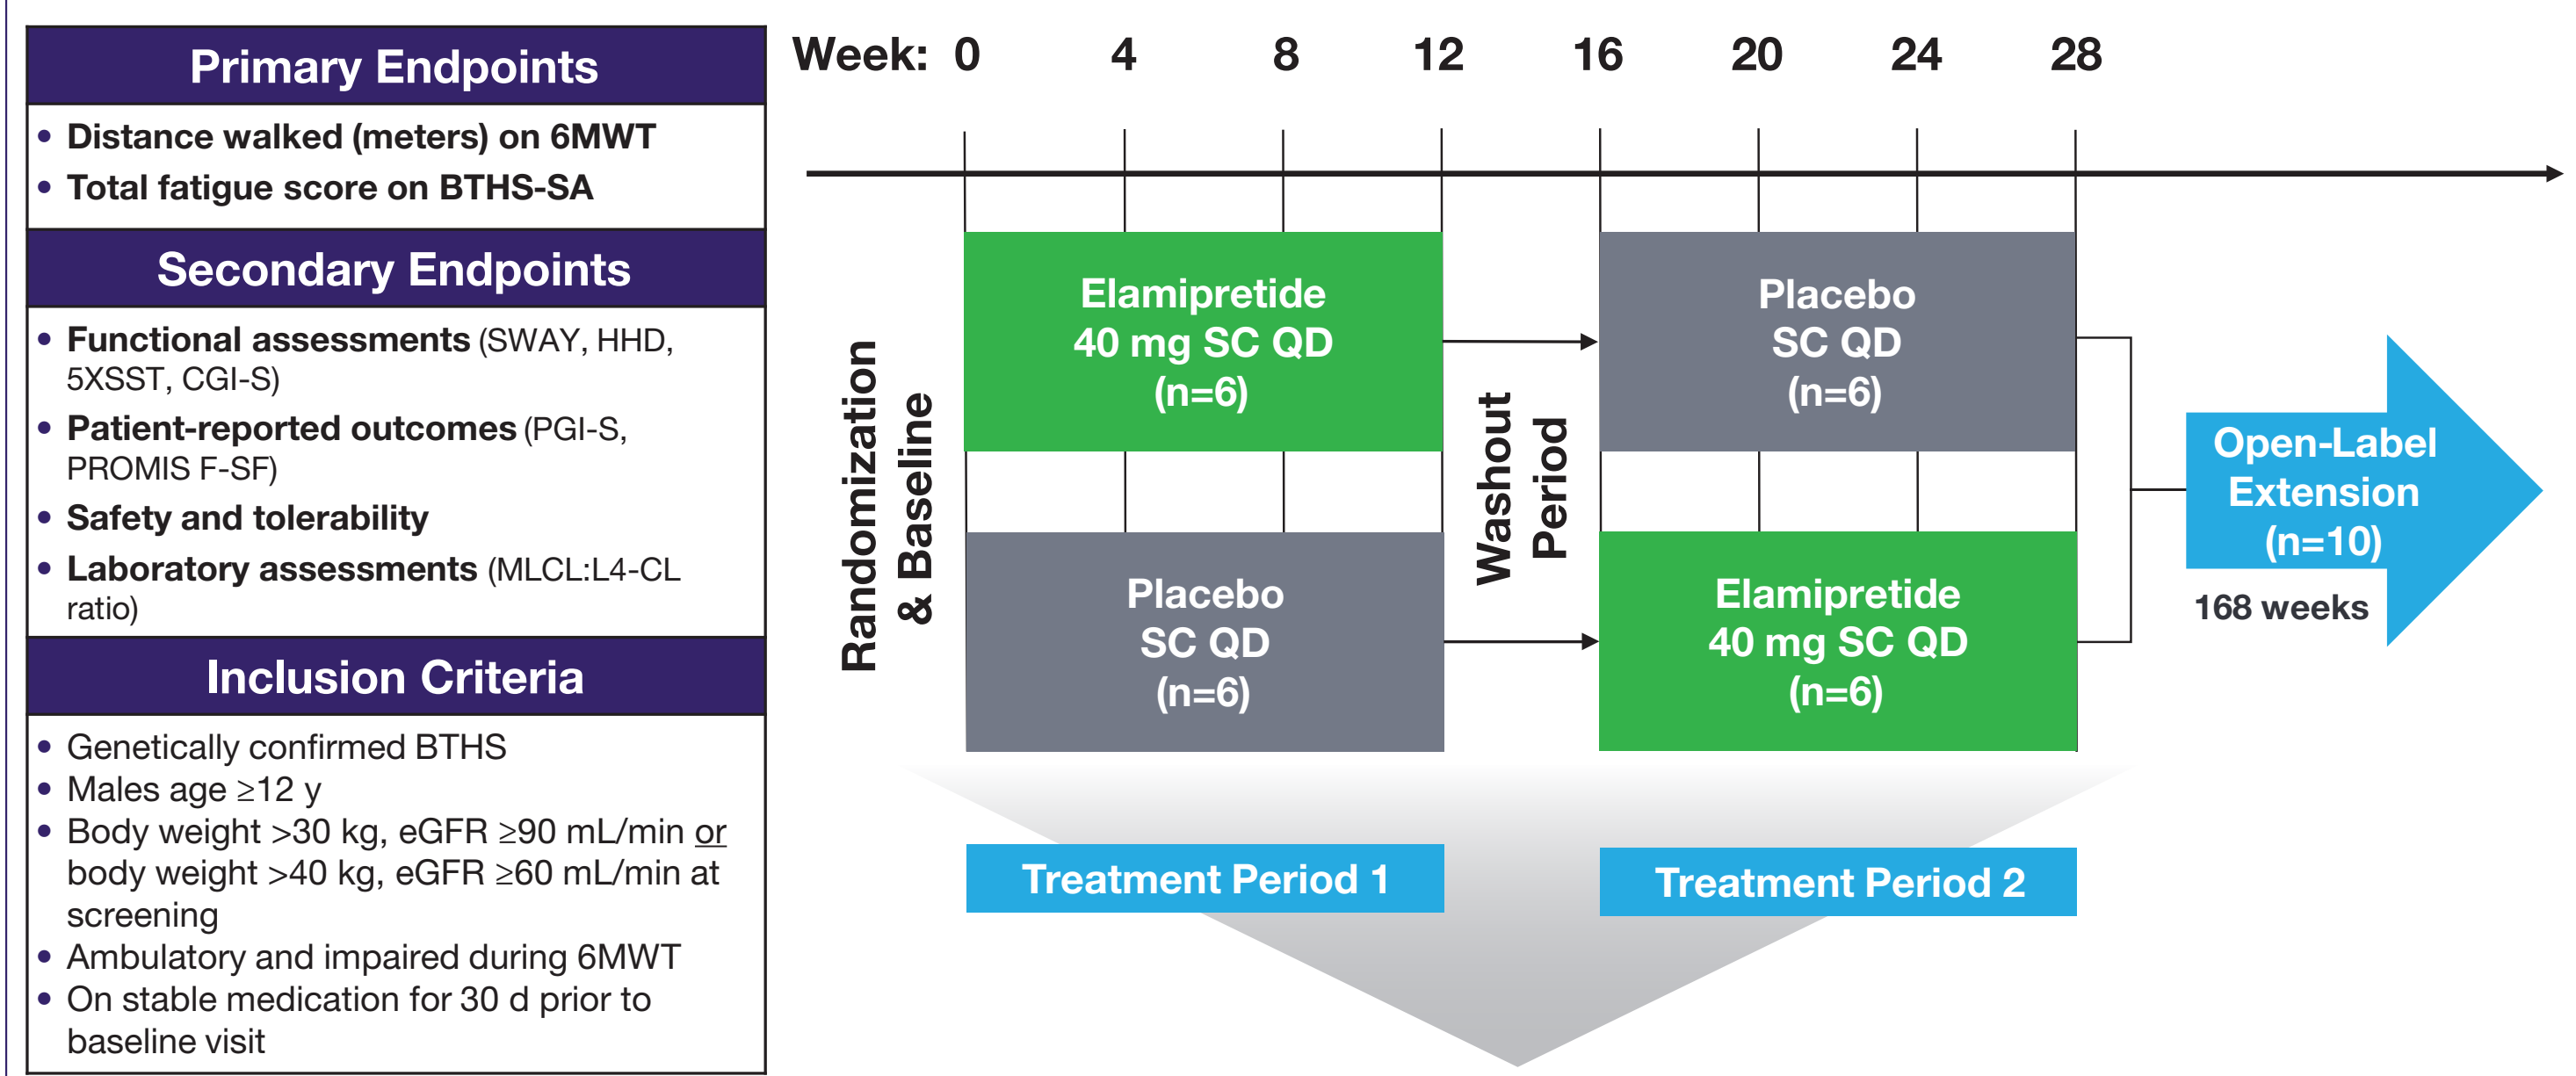 Primary Endpoints
• Distance walked (meters) on 6MWT
• Total fatigue score on BTHS-SA
Secondary Endpoints
• Functional assessments (SWAY, HHD,
5XSST, CGI-S)
• Patient-reported outcomes (PGI-S,
PROMIS F-SF)
• Safety and tolerability
• Laboratory assessments (MLCL:L4-CL
ratio)
Inclusion Criteria
• Genetically confirmed BTHS
• Males age ≥12 y
• Body weight >30 kg, eGFR ≥90 mL/min or
body weight >40 kg, eGFR ≥60 mL/min at
screening
• Ambulatory and impaired during 6MWT
• On stable medication for 30 d prior to
baseline visit
Week: 0 4 8 12 16 20 24 28
Randomization
& Baseline
Elamipretide
40 mg SC QD
(n=6)
Placebo
SC QD
(n=6)
Washout
Period
Placebo
SC QD
(n=6)
Elamipretide
40 mg SC QD
(n=6)
Open-Label
Extension
(n=10)
168 weeks
Treatment Period 1
Treatment Period 2